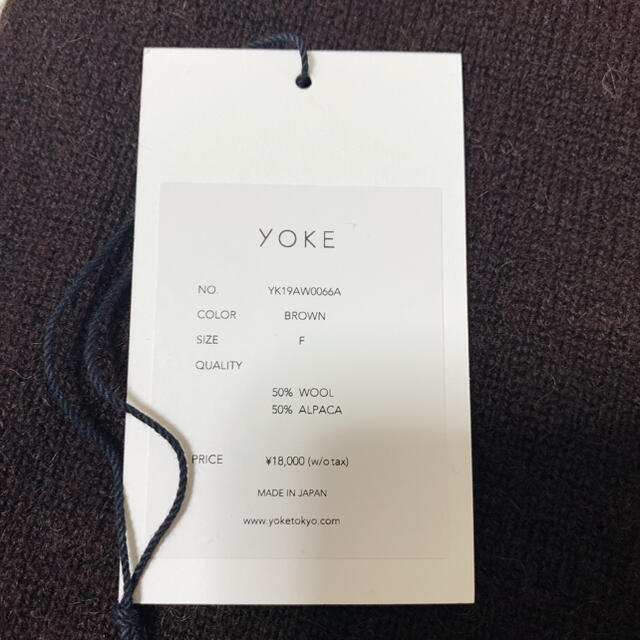 YOKE
NO. YK19AW0066A
COLOR BROWN
SIZE F
QUALITY
50% WOOL
50% ALPACA
PRICE ¥18,000 (w/o tax)
MADE IN JAPAN
www.yoketokyo.com